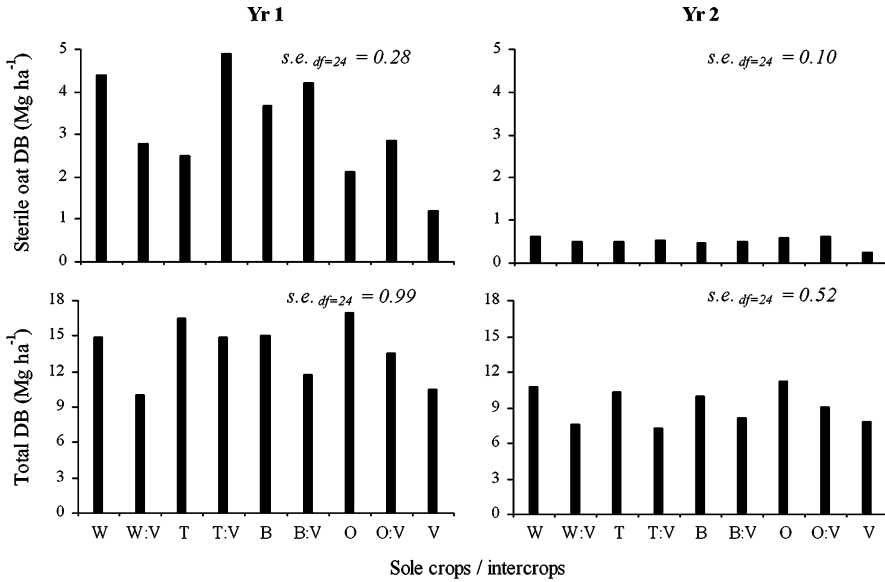 Yr 1
Yr 2
Sterile oat DB (Mg ha⁻¹)
5
4
3
2
1
0
s.e. df=24 = 0.28
5
4
3
2
1
0
s.e. df=24 = 0.10
Total DB (Mg ha⁻¹)
18
15
12
9
6
3
0
s.e. df=24 = 0.99
18
15
12
9
6
3
0
s.e. df=24 = 0.52
W W:V T T:V B B:V O O:V V
W W:V T T:V B B:V O O:V V
Sole crops / intercrops